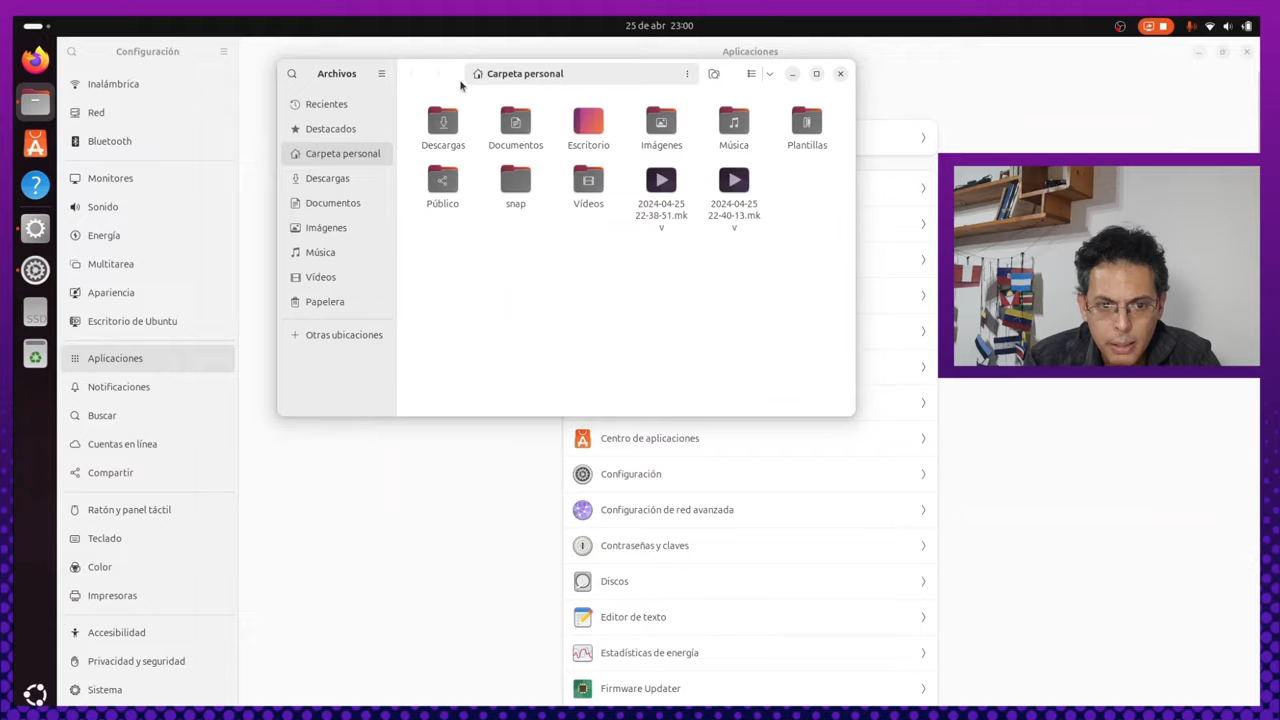 25 de abr 23:00
Configuración
Aplicaciones
Inalámbrica
Red
Bluetooth
Monitores
Sonido
Energía
Multitarea
Apariencia
Escritorio de Ubuntu
Aplicaciones
Notificaciones
Buscar
Cuentas en línea
Compartir
Ratón y panel táctil
Teclado
Color
Impresoras
Accesibilidad
Privacidad y seguridad
Sistema
SSD
Archivos
Carpeta personal
Recientes
Destacados
Carpeta personal
Descargas
Documentos
Imágenes
Música
Vídeos
Papelera
Otras ubicaciones
Descargas
Documentos
Escritorio
Imágenes
Música
Plantillas
Público
snap
Vídeos
2024-04-25
22-38-51.mk
v
2024-04-25
22-40-13.mk
v
Centro de aplicaciones
Configuración
Configuración de red avanzada
Contraseñas y claves
Discos
Editor de texto
Estadísticas de energía
Firmware Updater